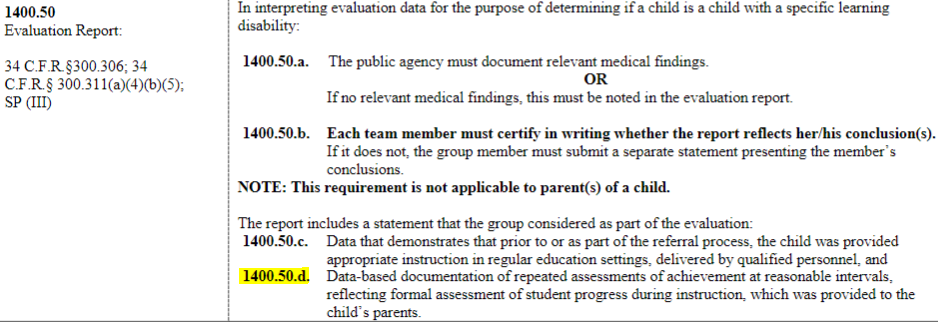 1400.50
Evaluation Report:
34 C.F.R.§300.306; 34
C.F.R.§ 300.311(a)(4)(b)(5);
SP (III)
In interpreting evaluation data for the purpose of determining if a child is a child with a specific learning
disability:
1400.50.a. The public agency must document relevant medical findings.
OR
If no relevant medical findings, this must be noted in the evaluation report.
1400.50.b. Each team member must certify in writing whether the report reflects her/his conclusion(s).
If it does not, the group member must submit a separate statement presenting the member's
conclusions.
NOTE: This requirement is not applicable to parent(s) of a child.
The report includes a statement that the group considered as part of the evaluation:
1400.50.c. Data that demonstrates that prior to or as part of the referral process, the child was provided
appropriate instruction in regular education settings, delivered by qualified personnel, and
1400.50.d. Data-based documentation of repeated assessments of achievement at reasonable intervals,
reflecting formal assessment of student progress during instruction, which was provided to the
child's parents.